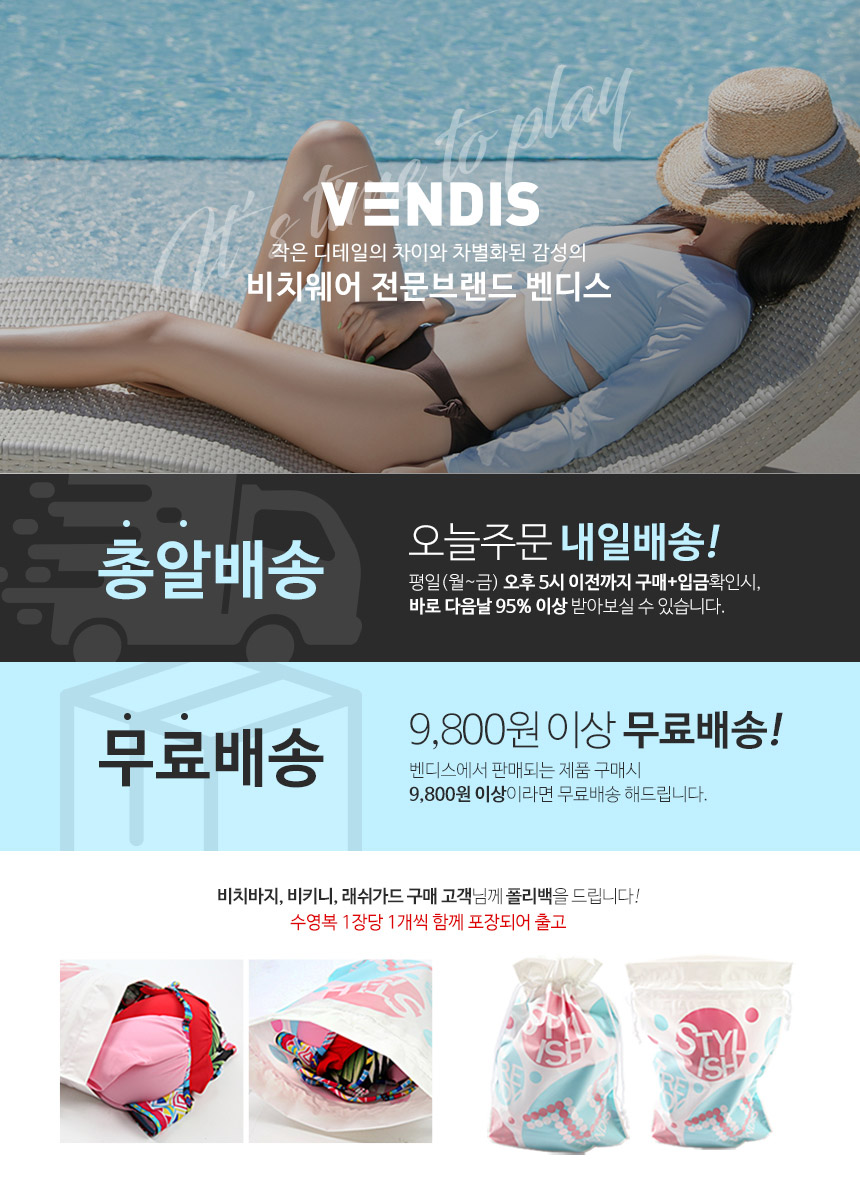 It's time to play
VENDIS
작은 디테일의 차이와 차별화된 감성의
비치웨어 전문브랜드 벤디스
총알배송
오늘주문 내일배송!
평일(월~금) 오후 5시 이전까지 구매+입금확인시,
바로 다음날 95% 이상 받아보실 수 있습니다.
무료배송
9,800원 이상 무료배송!
벤디스에서 판매되는 제품 구매시
9,800원 이상이라면 무료배송 해드립니다.
비치바지, 비키니, 래쉬가드 구매 고객님께 폴리백을 드립니다!
수영복 1장당 1개씩 함께 포장되어 출고
STYL
ISH